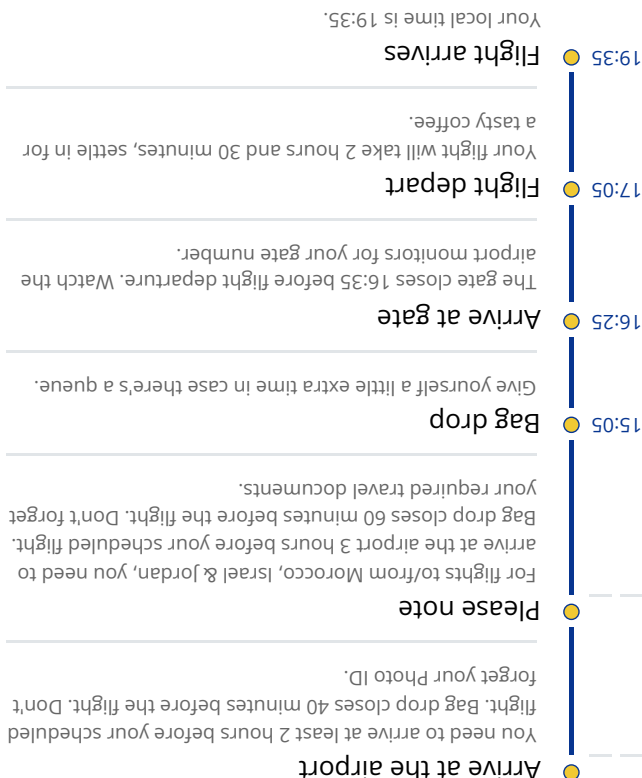 Arrive at the airport
You need to arrive at least 2 hours before your scheduled
flight. Bag drop closes 40 minutes before the flight. Don't
forget your Photo ID.
Please note
For flights to/from Morocco, Israel & Jordan, you need to
arrive at the airport 3 hours before your scheduled flight.
Bag drop closes 60 minutes before the flight. Don't forget
your required travel documents.
15:05
Bag drop
Give yourself a little extra time in case there's a queue.
16:25
Arrive at gate
The gate closes 16:35 before flight departure. Watch the
airport monitors for your gate number.
17:05
Flight depart
Your flight will take 2 hours and 30 minutes, settle in for
a tasty coffee.
19:35
Flight arrives
Your local time is 19:35.